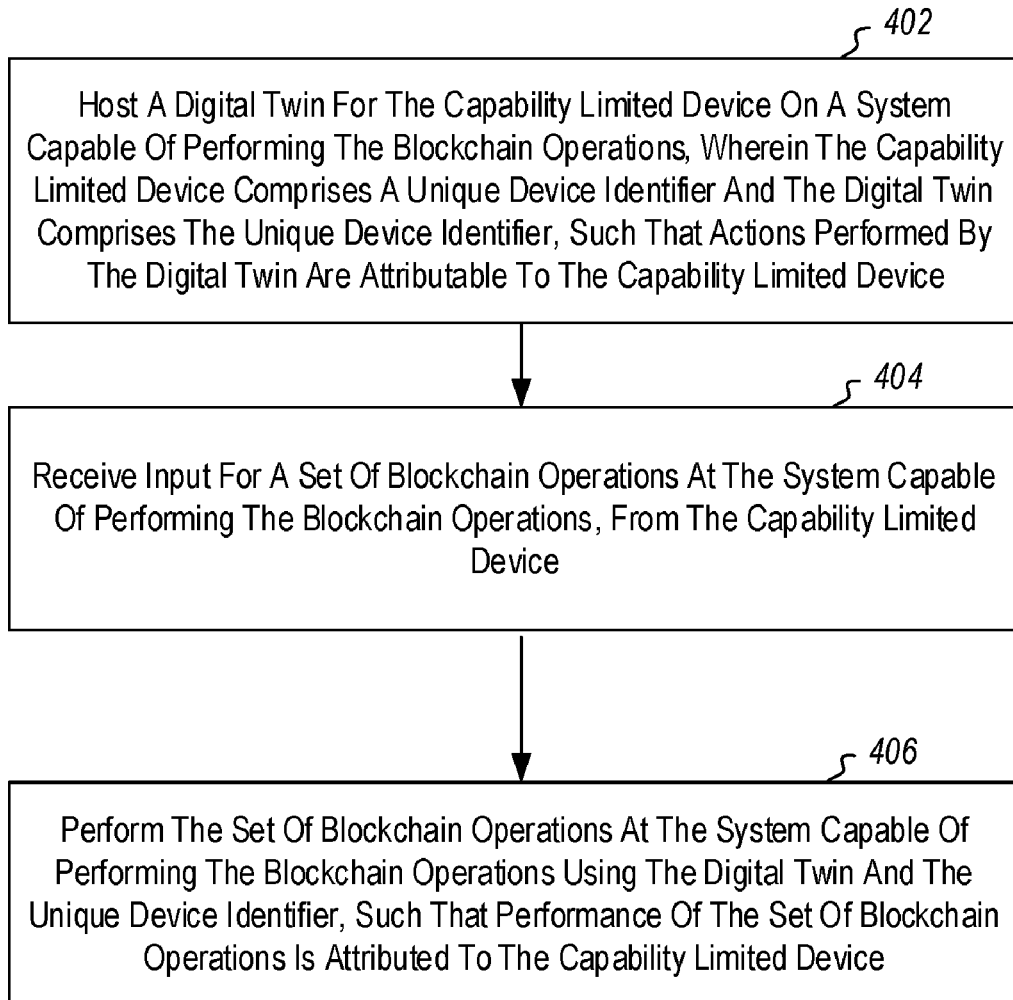 402
Host A Digital Twin For The Capability Limited Device On A System
Capable Of Performing The Blockchain Operations, Wherein The Capability
Limited Device Comprises A Unique Device Identifier And The Digital Twin
Comprises The Unique Device Identifier, Such That Actions Performed By
The Digital Twin Are Attributable To The Capability Limited Device
404
Receive Input For A Set Of Blockchain Operations At The System Capable
Of Performing The Blockchain Operations, From The Capability Limited
Device
406
Perform The Set Of Blockchain Operations At The System Capable Of
Performing The Blockchain Operations Using The Digital Twin And The
Unique Device Identifier, Such That Performance Of The Set Of Blockchain
Operations Is Attributed To The Capability Limited Device